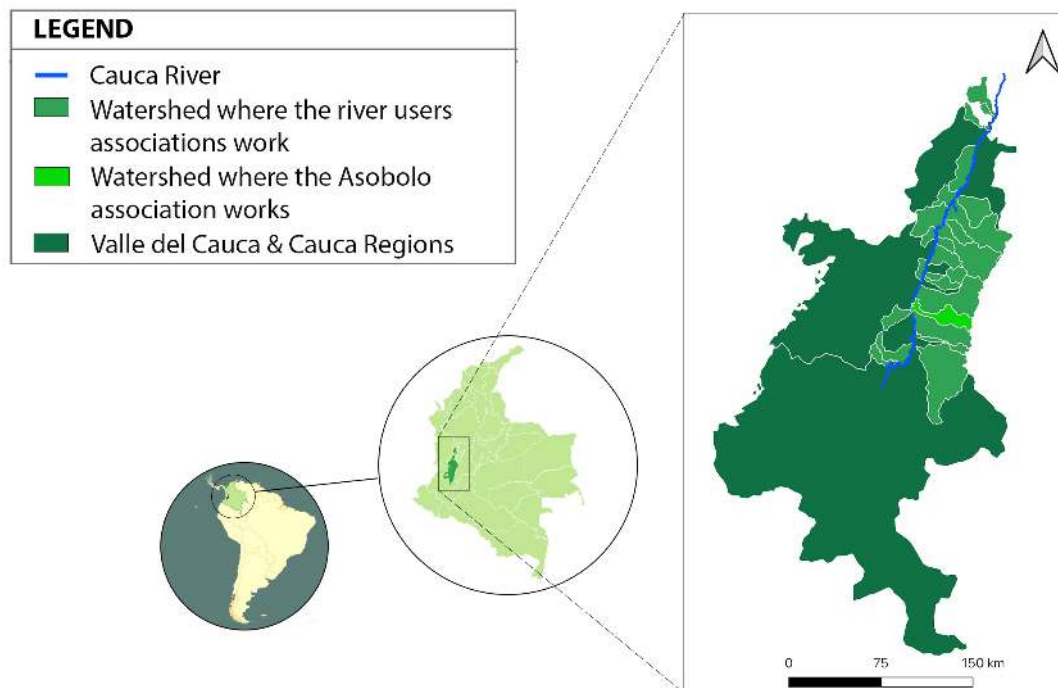 LEGEND
Cauca River
Watershed where the river users
associations work
Watershed where the Asobolo
association works
Valle del Cauca & Cauca Regions
0 75 150 km